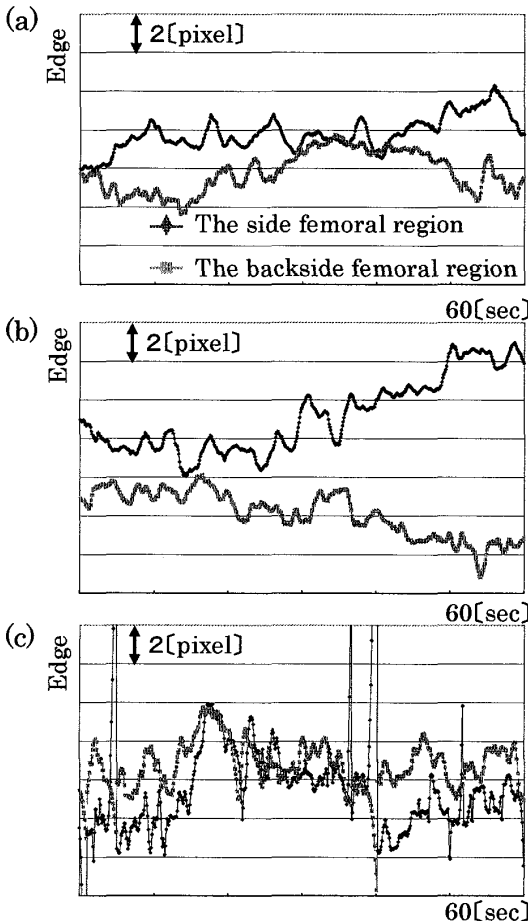 (a)
Edge
2[pixel]
The side femoral region
The backside femoral region
60[sec]
(b)
Edge
2[pixel]
60[sec]
(c)
Edge
2[pixel]
60[sec]